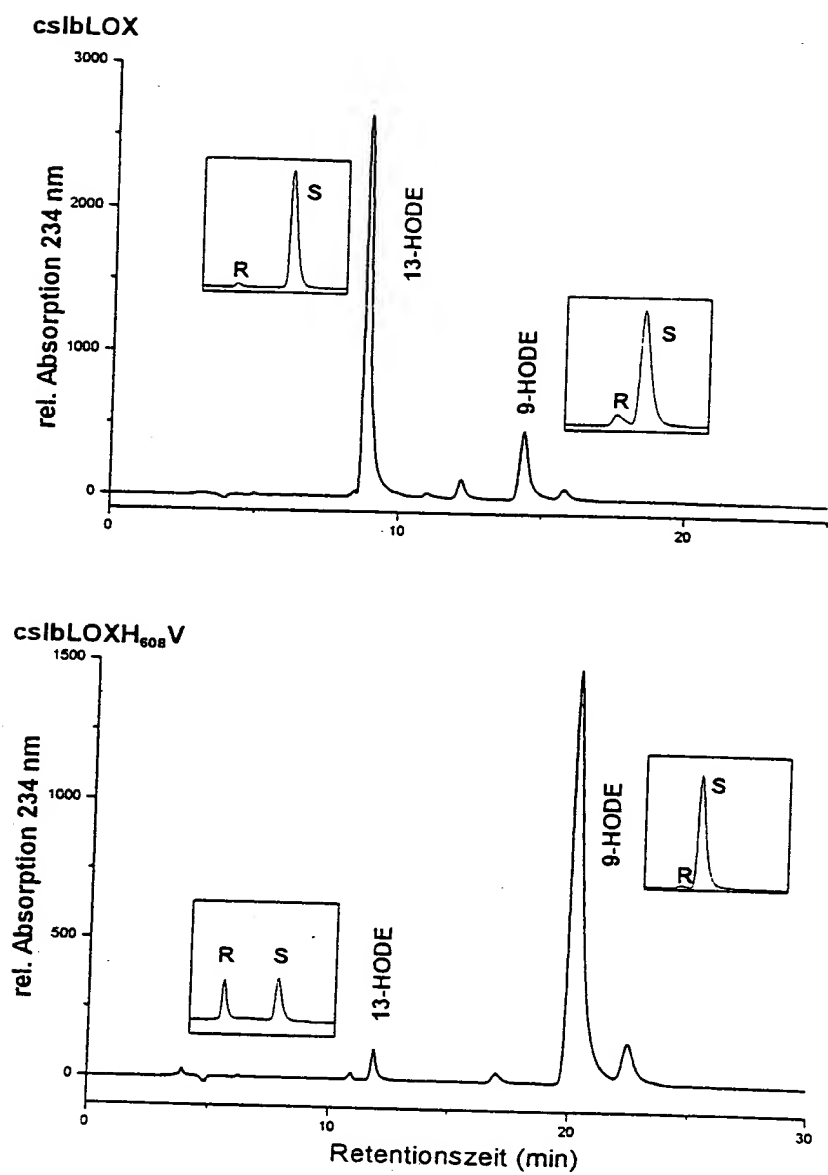 cslbLOX
3000
2000
1000
0
rel. Absorption 234 nm
R
S
13-HODE
9-HODE
R
S
0
10
20
cslbLOXH₆₀₈V
1500
1000
500
0
rel. Absorption 234 nm
R
S
13-HODE
9-HODE
R
S
0
10
20
30
Retentionszeit (min)